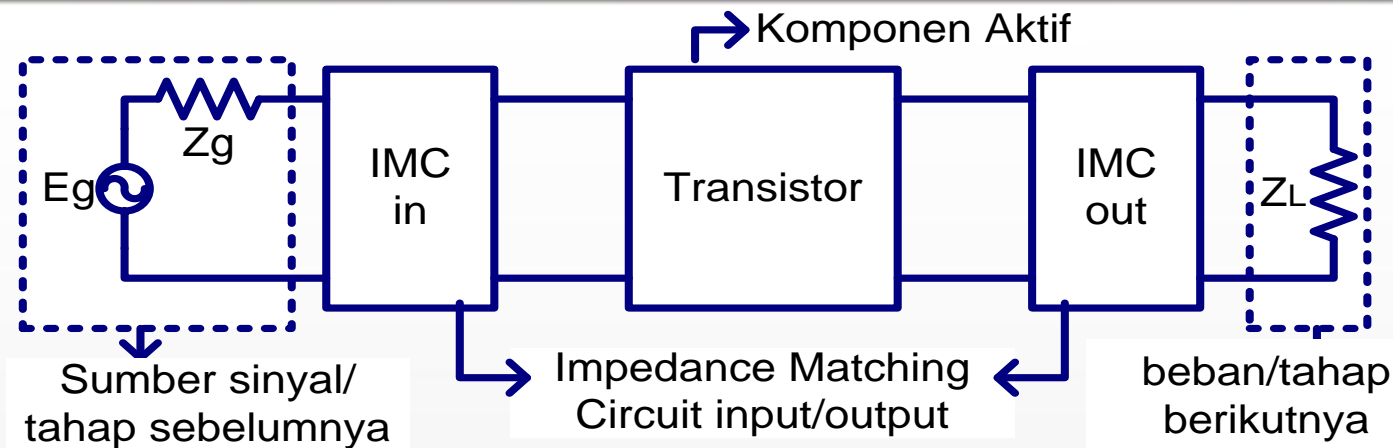 Komponen Aktif
Zg
Eg
IMC
in
Transistor
IMC
out
ZL
Sumber sinyal/
tahap sebelumnya
Impedance Matching
Circuit input/output
beban/tahap
berikutnya